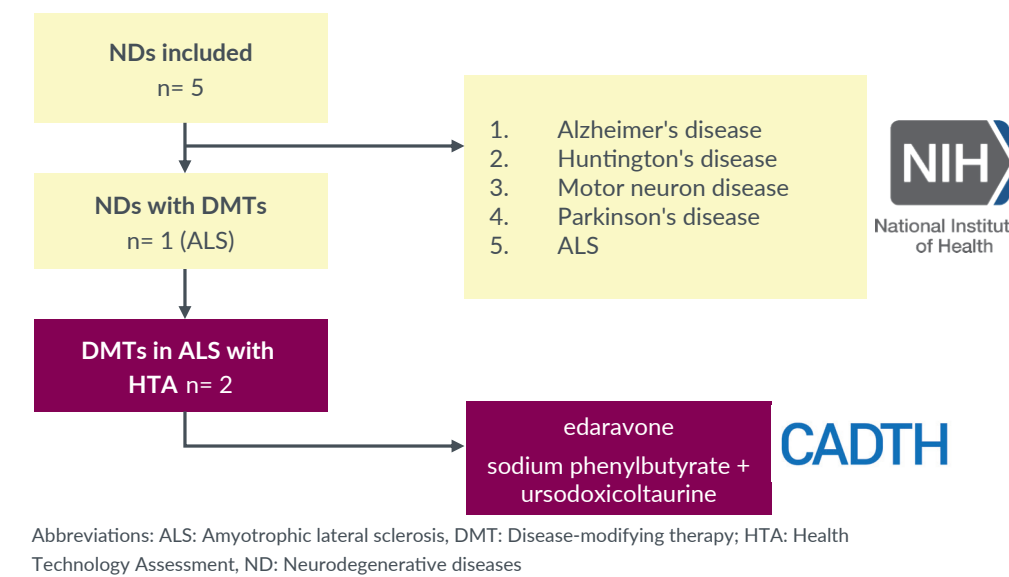 NDs included
n= 5
1. Alzheimer's disease
2. Huntington's disease
3. Motor neuron disease
4. Parkinson's disease
5. ALS
NIH
National Institut
of Health
NDs with DMTs
n= 1 (ALS)
DMTs in ALS with
HTA n= 2
edaravone
sodium phenylbutyrate +
ursodoxicoltaurine
CADTH
Abbreviations: ALS: Amyotrophic lateral sclerosis, DMT: Disease-modifying therapy; HTA: Health
Technology Assessment, ND: Neurodegenerative diseases